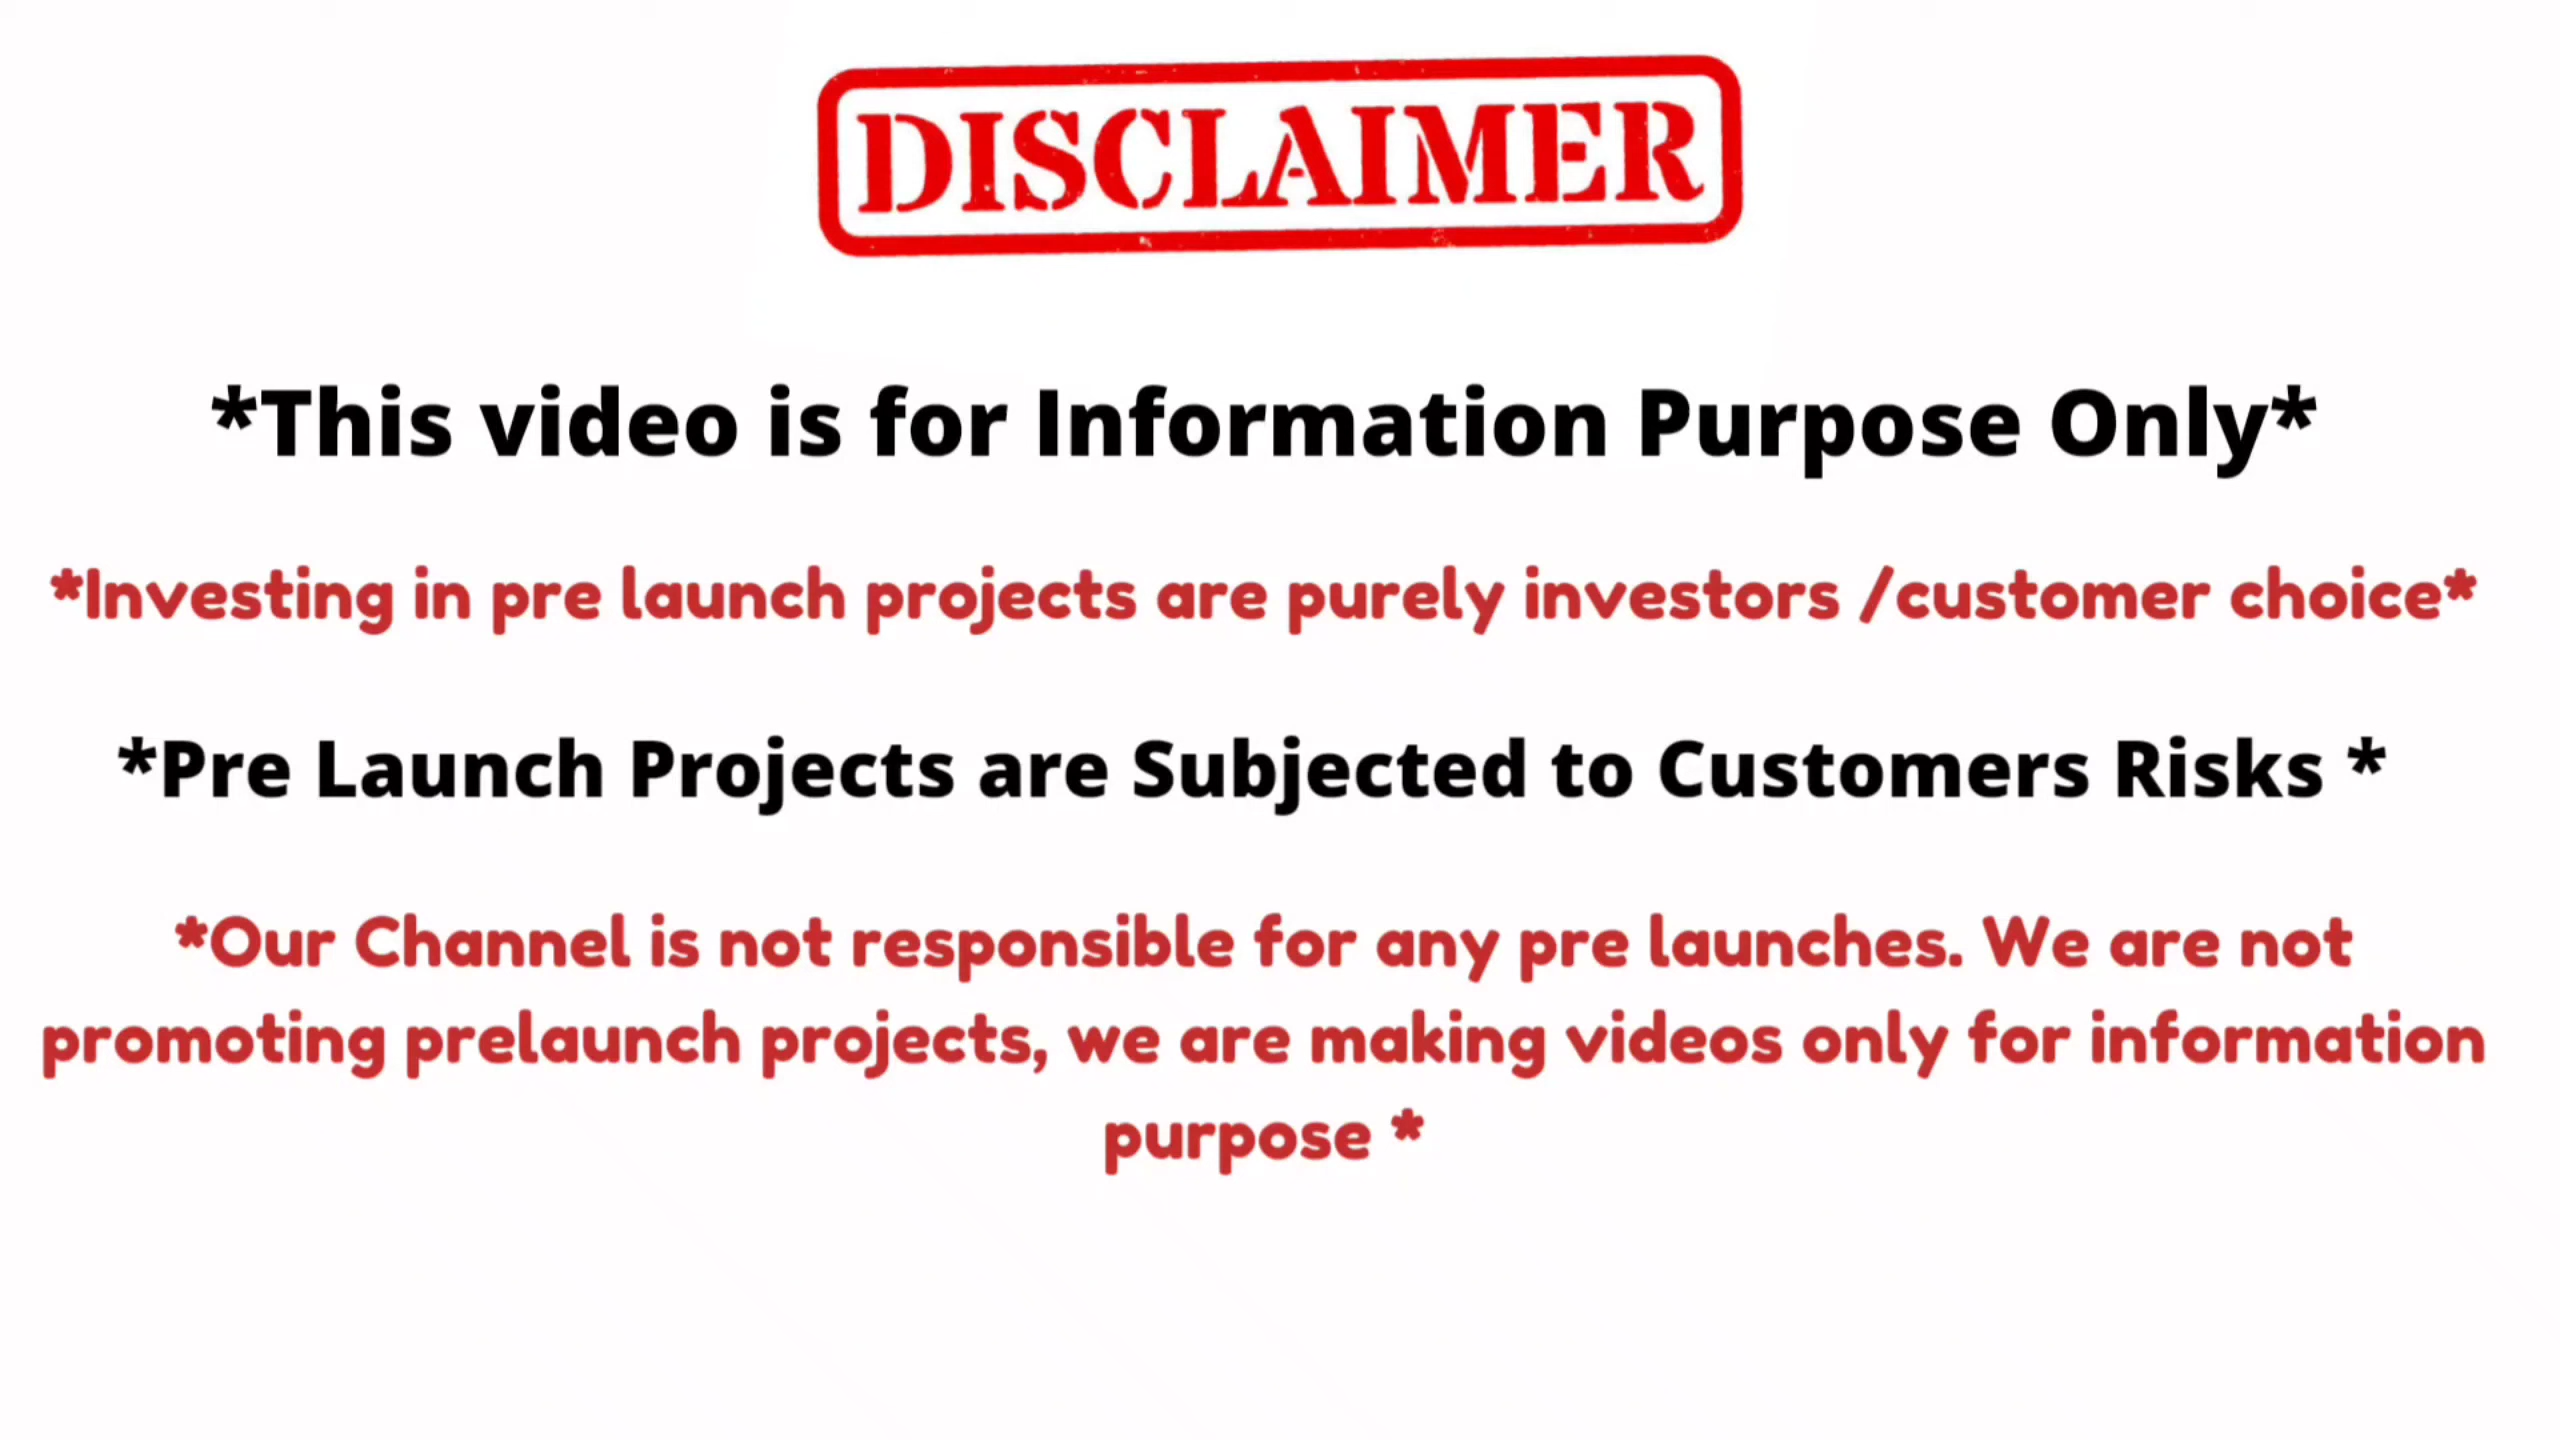 DISCLAIMER
*This video is for Information Purpose Only*
*Investing in pre launch projects are purely investors /customer choice*
*Pre Launch Projects are Subjected to Customers Risks *
*Our Channel is not responsible for any pre launches. We are not
promoting prelaunch projects, we are making videos only for information
purpose *